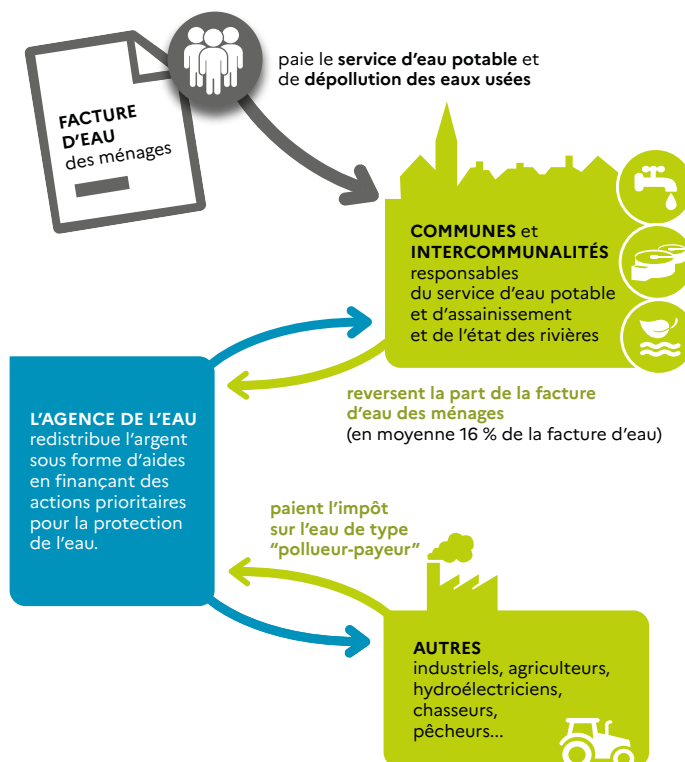 paie le service d'eau potable et
de dépollution des eaux usées
FACTURE
D'EAU
des ménages
COMMUNES et
INTERCOMMUNALITÉS
responsables
du service d'eau potable
et d'assainissement
et de l'état des rivières
reversent la part de la facture
d'eau des ménages
(en moyenne 16 % de la facture d'eau)
L'AGENCE DE L'EAU
redistribue l'argent
sous forme d'aides
en finançant des
actions prioritaires
pour la protection
de l'eau.
paient l'impôt
sur l'eau de type
"pollueur-payeur"
AUTRES
industriels, agriculteurs,
hydroélectriciens,
chasseurs,
pêcheurs...